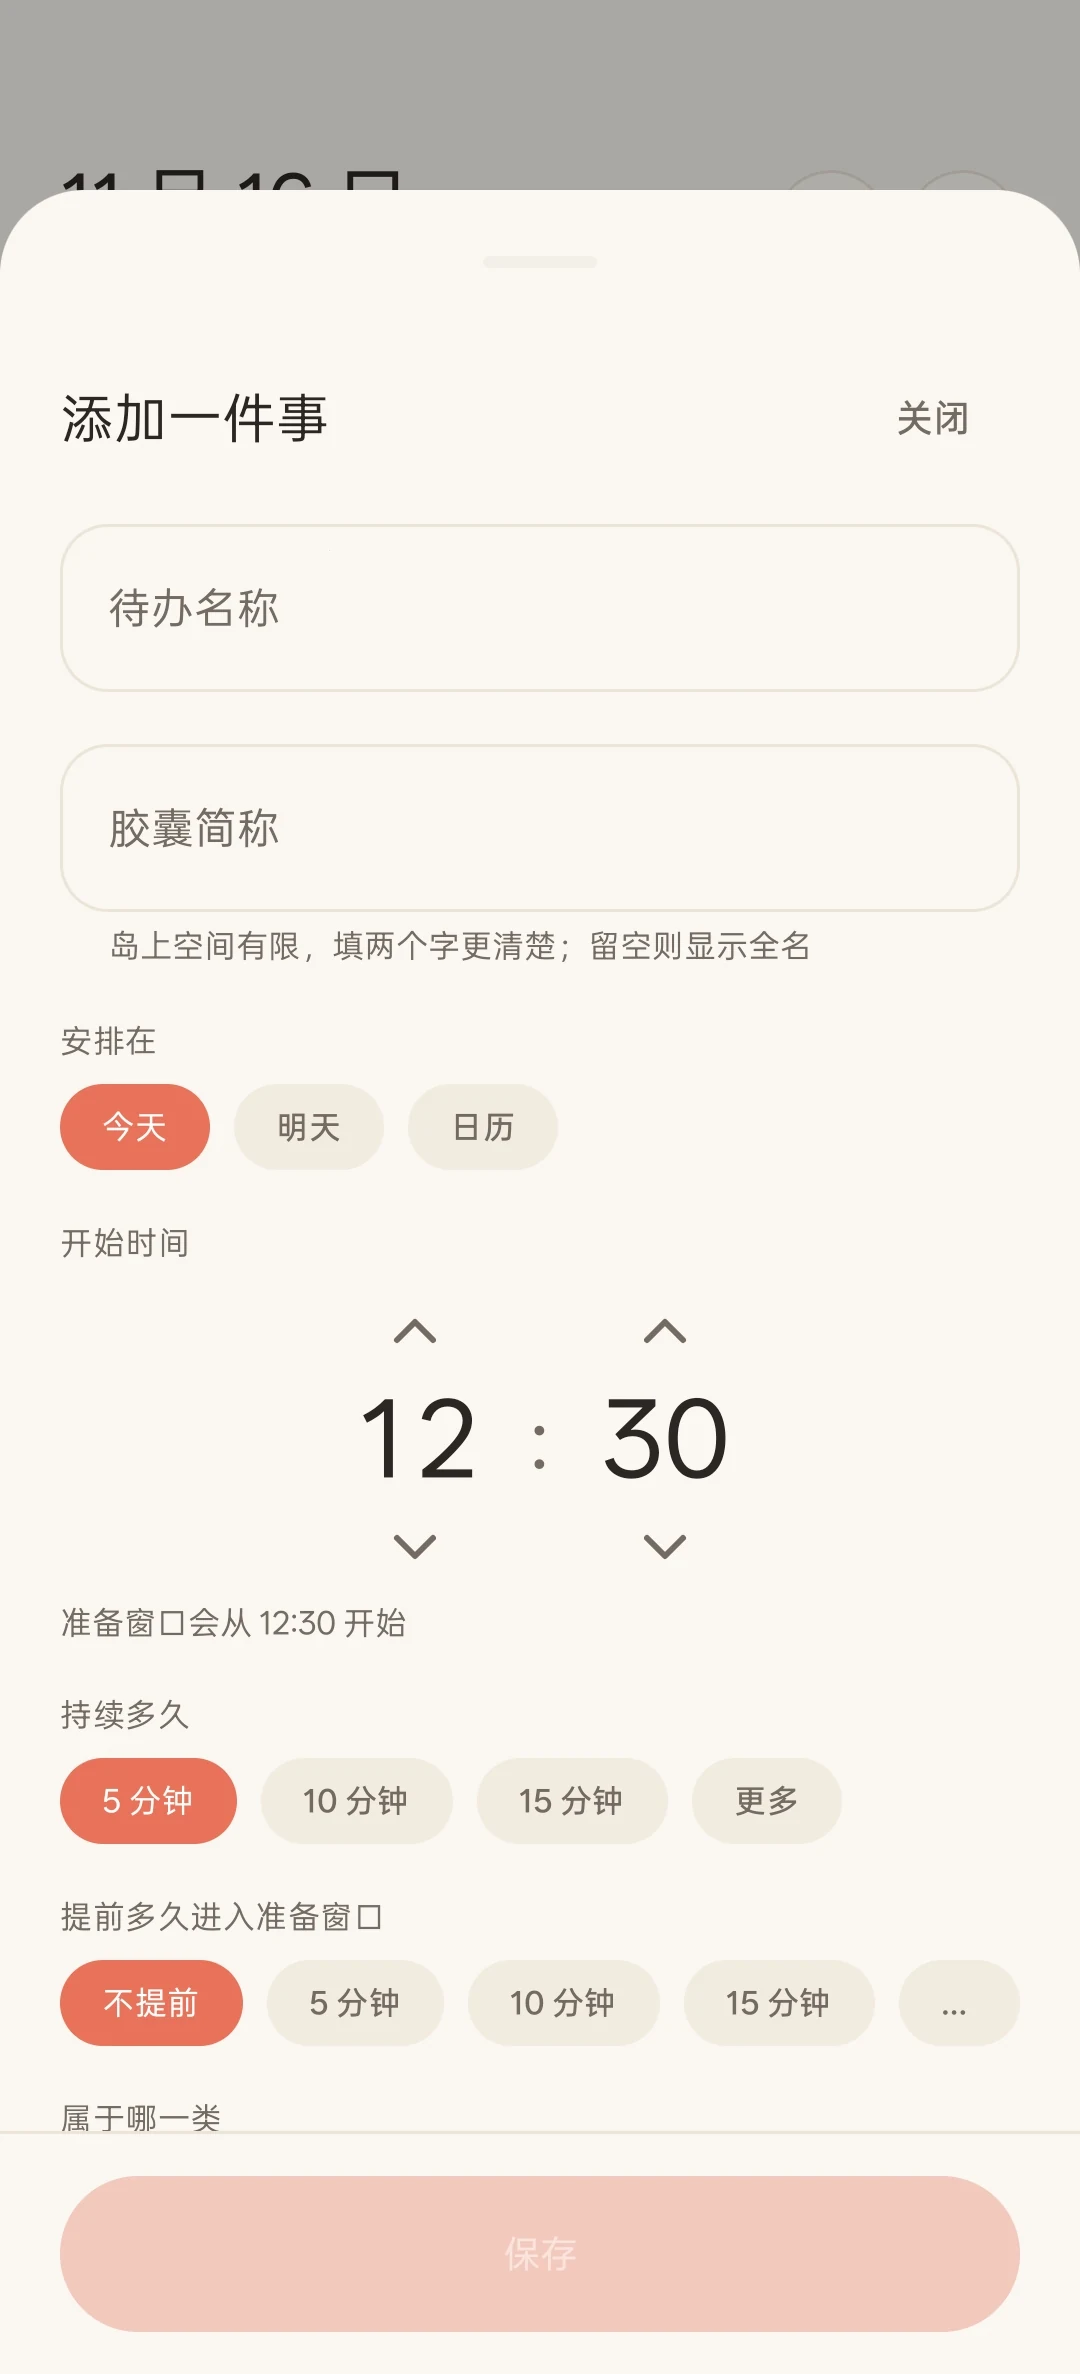 添加一件事
关闭
待办名称
胶囊简称
岛上空间有限，填两个字更清楚；留空则显示全名
安排在
今天 明天 日历
开始时间
12 : 30
准备窗口会从 12:30 开始
持续多久
5 分钟 10 分钟 15 分钟 更多
提前多久进入准备窗口
不提前 5 分钟 10 分钟 15 分钟 ...
属于哪一类
保存